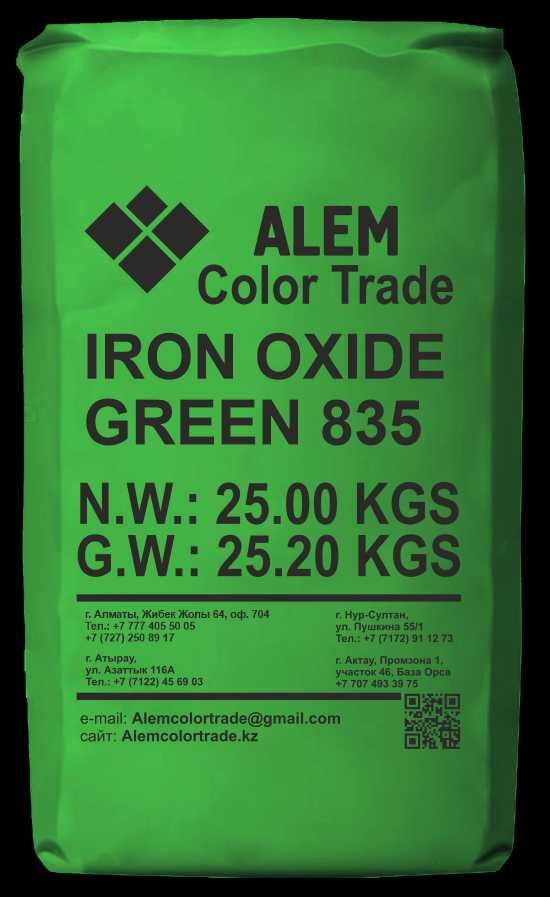 ALEM
Color Trade
IRON OXIDE
GREEN 835
N.W.: 25.00 KGS
G.W.: 25.20 KGS
г. Алматы, Жибек Жолы 64, оф. 704
Тел.: +7 777 405 50 05
+7 (727) 250 89 17
г. Атырау,
ул. Азаттык 116А
Тел.: +7 (7122) 45 69 03
г. Нур-Султан,
ул. Пушкина 55/1
Тел.: +7 (7172) 91 12 73
г. Актау, Промзона 1,
участок 46, База Орса
+7 707 493 39 75
e-mail: Alemcolortrade@gmail.com
сайт: Alemcolortrade.kz